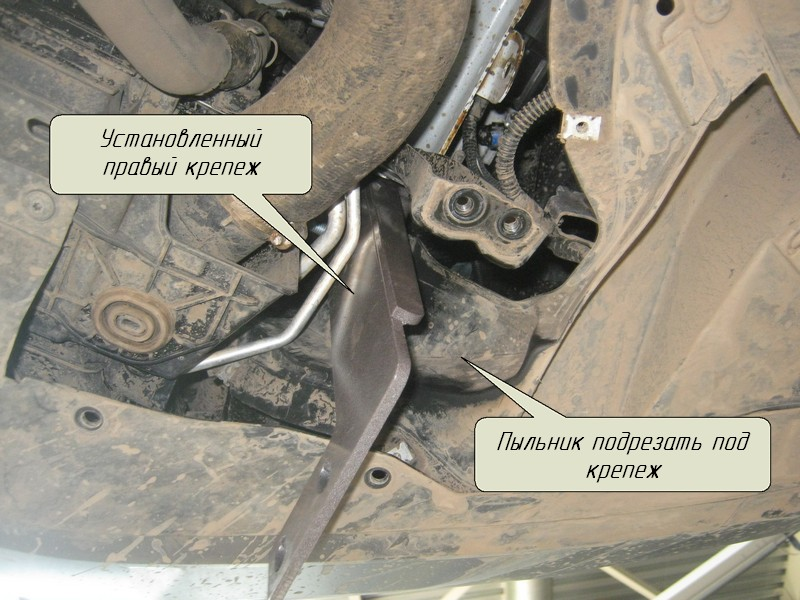 Установленный
правый крепеж
Пыльник подрезать под
крепеж